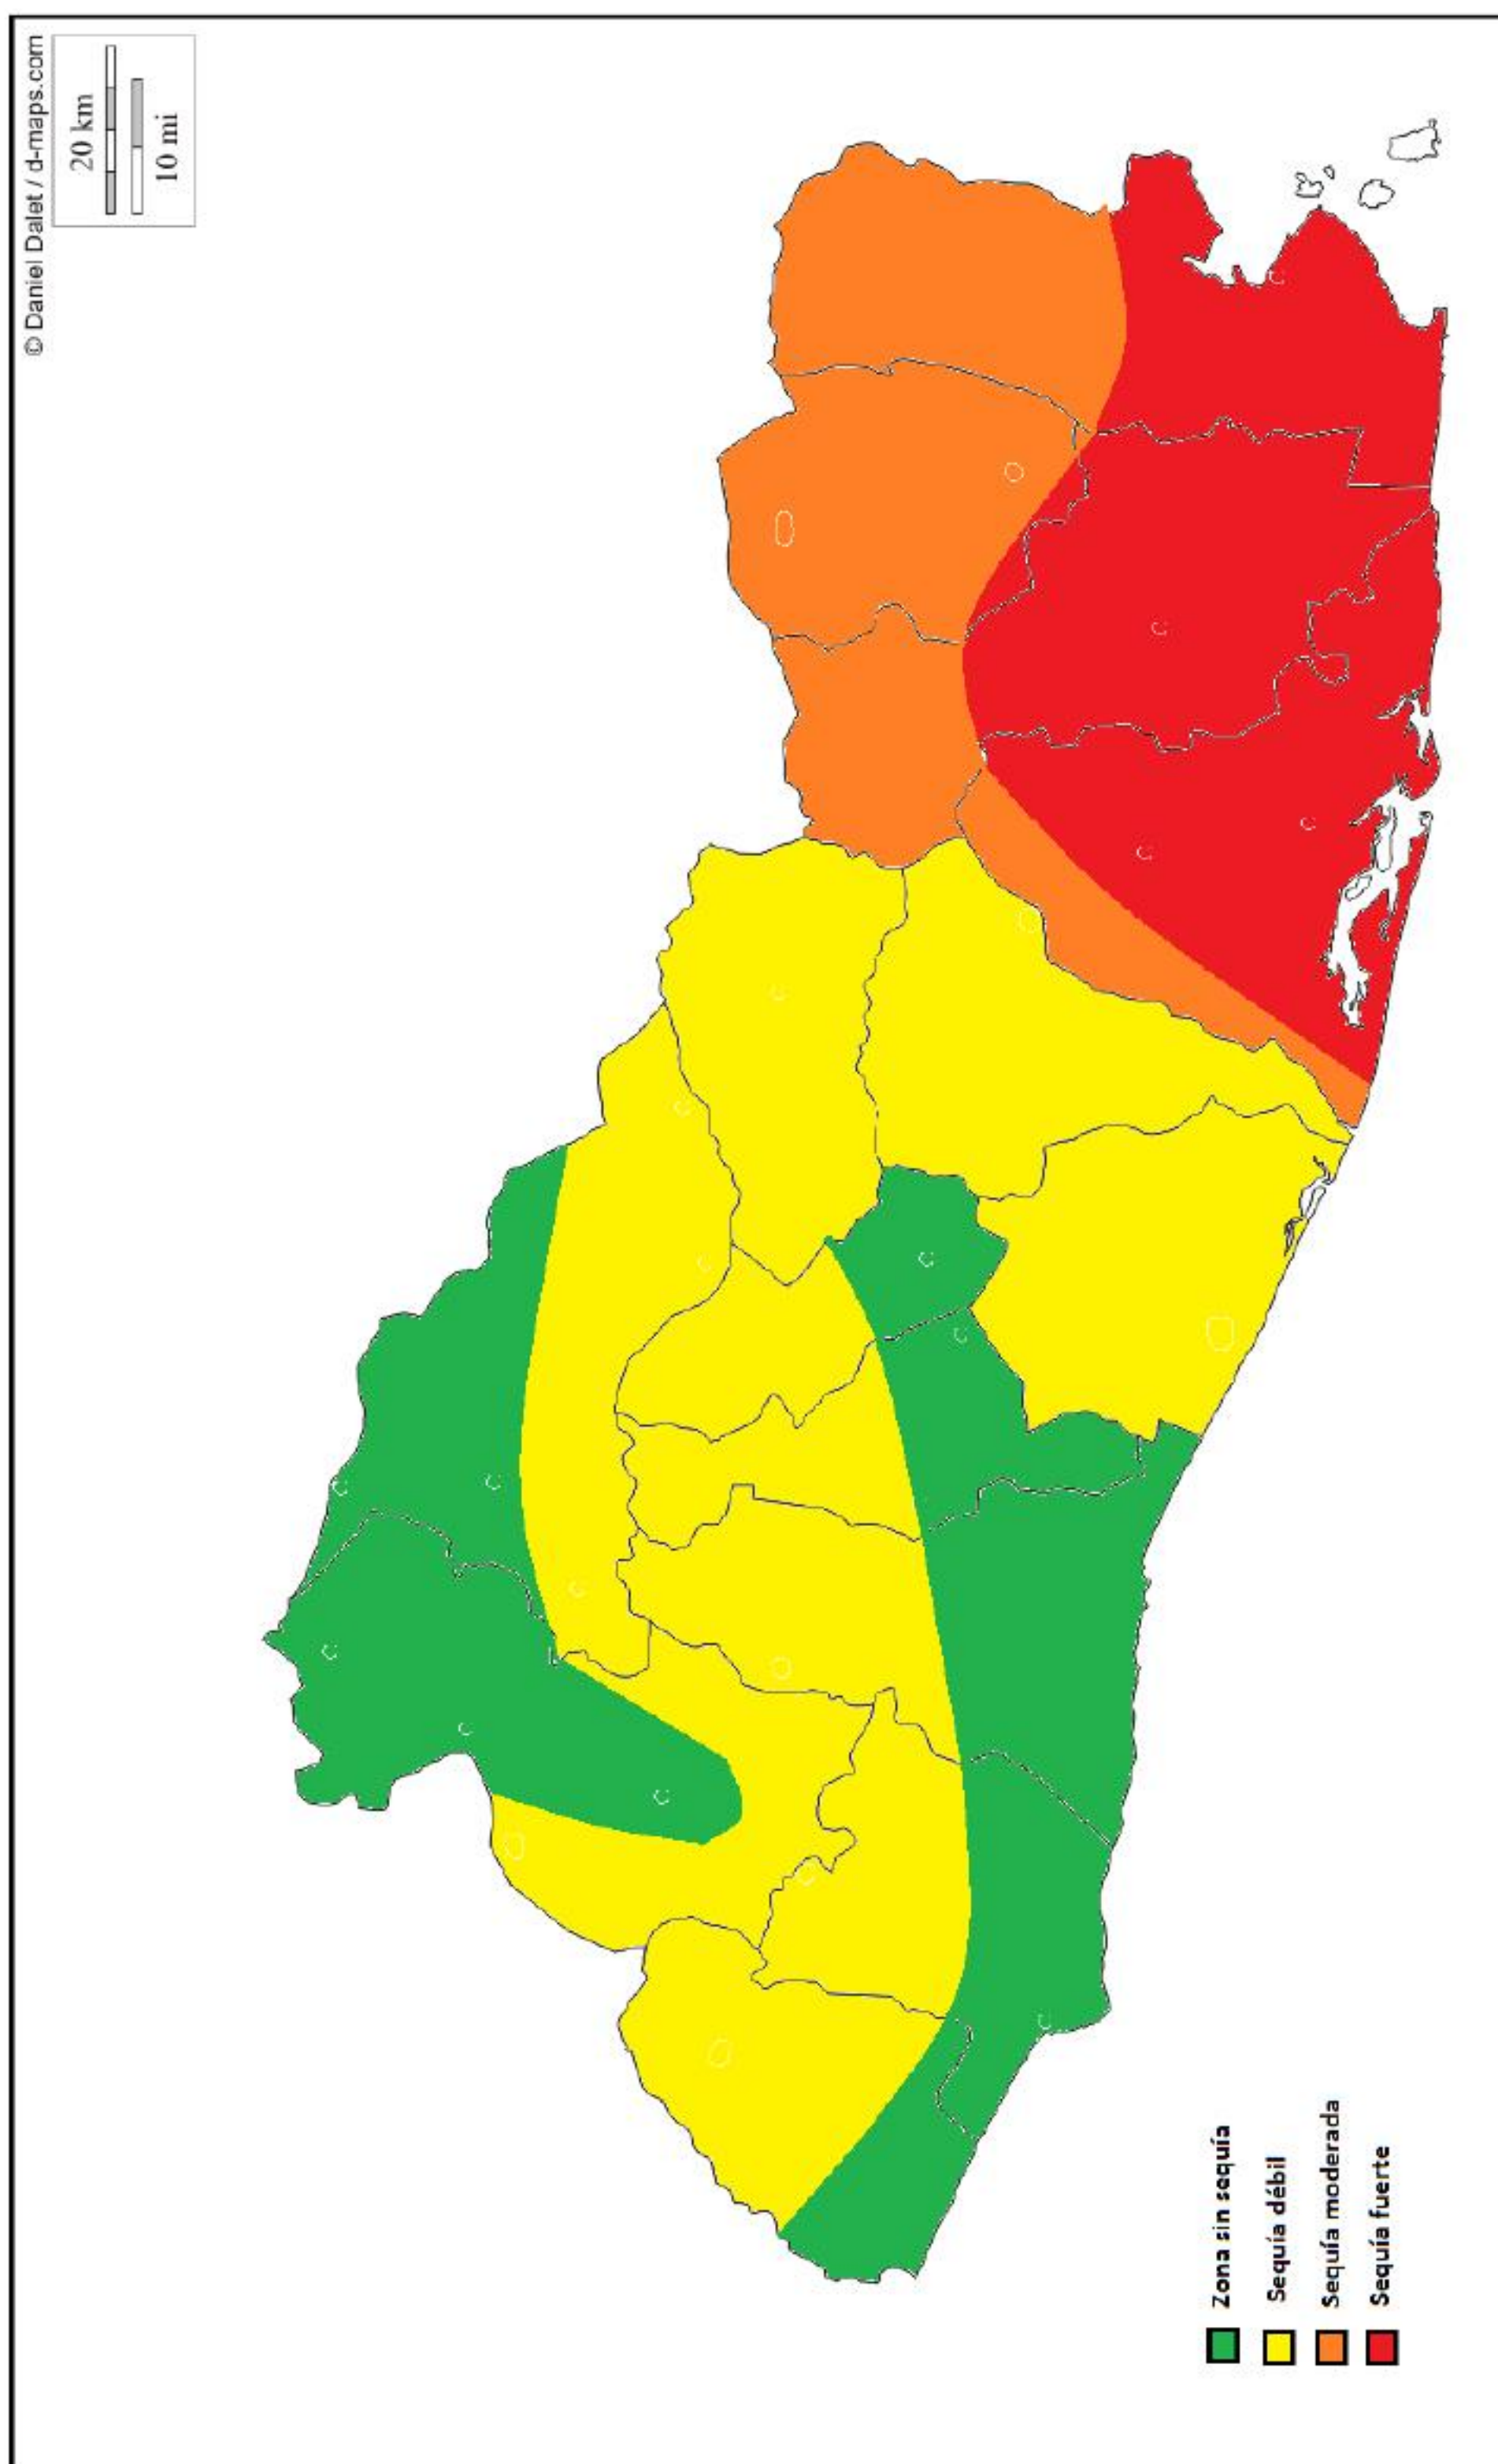 © Daniel Dalet / d-maps.com
20 km
10 mi
Zona sin sequía
Sequía débil
Sequía moderada
Sequía fuerte